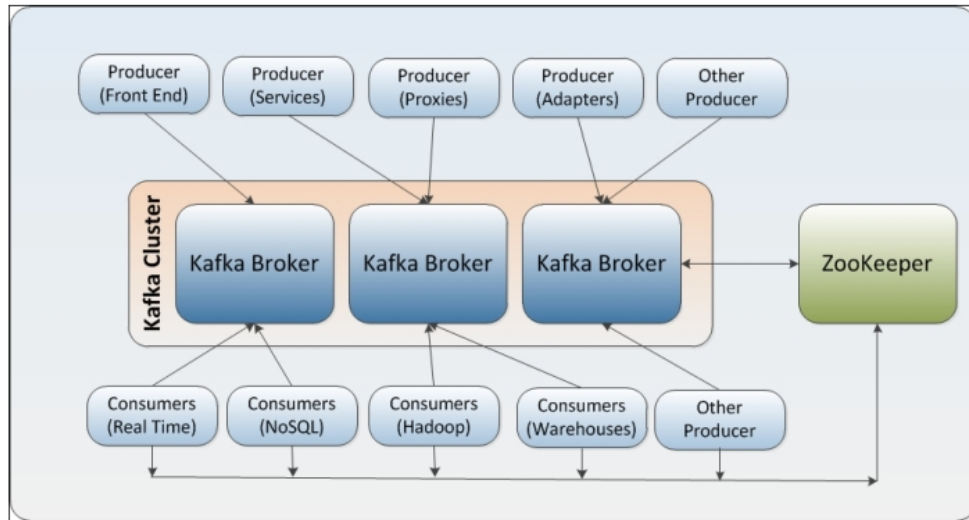 Producer
(Front End)
Producer
(Services)
Producer
(Proxies)
Producer
(Adapters)
Other
Producer
Kafka Cluster
Kafka Broker
Kafka Broker
Kafka Broker
ZooKeeper
Consumers
(Real Time)
Consumers
(NoSQL)
Consumers
(Hadoop)
Consumers
(Warehouses)
Other
Producer